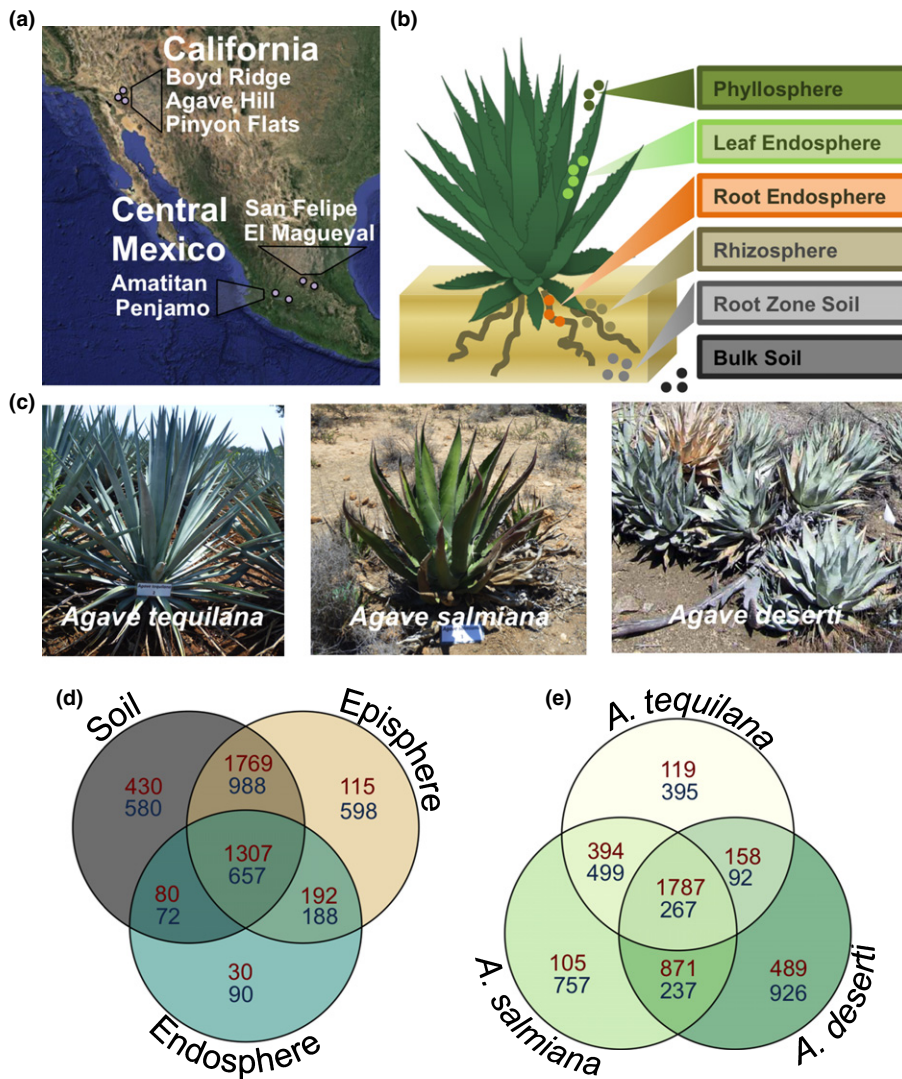 (a)
California
Boyd Ridge
Agave Hill
Pinyon Flats
Central
Mexico
San Felipe
El Magueyal
Amatitan
Penjamo
(b)
Phyllosphere
Leaf Endosphere
Root Endosphere
Rhizosphere
Root Zone Soil
Bulk Soil
(c)
Agave tequilana
Agave salmiana
Agave deserti
(d)
Soil
Episphere
Endosphere
430
580
1769
988
115
598
1307
657
80
72
192
188
30
90
(e)
A. tequilana
A. salmiana
A. deserti
119
395
394
499
158
92
1787
267
105
757
871
237
489
926